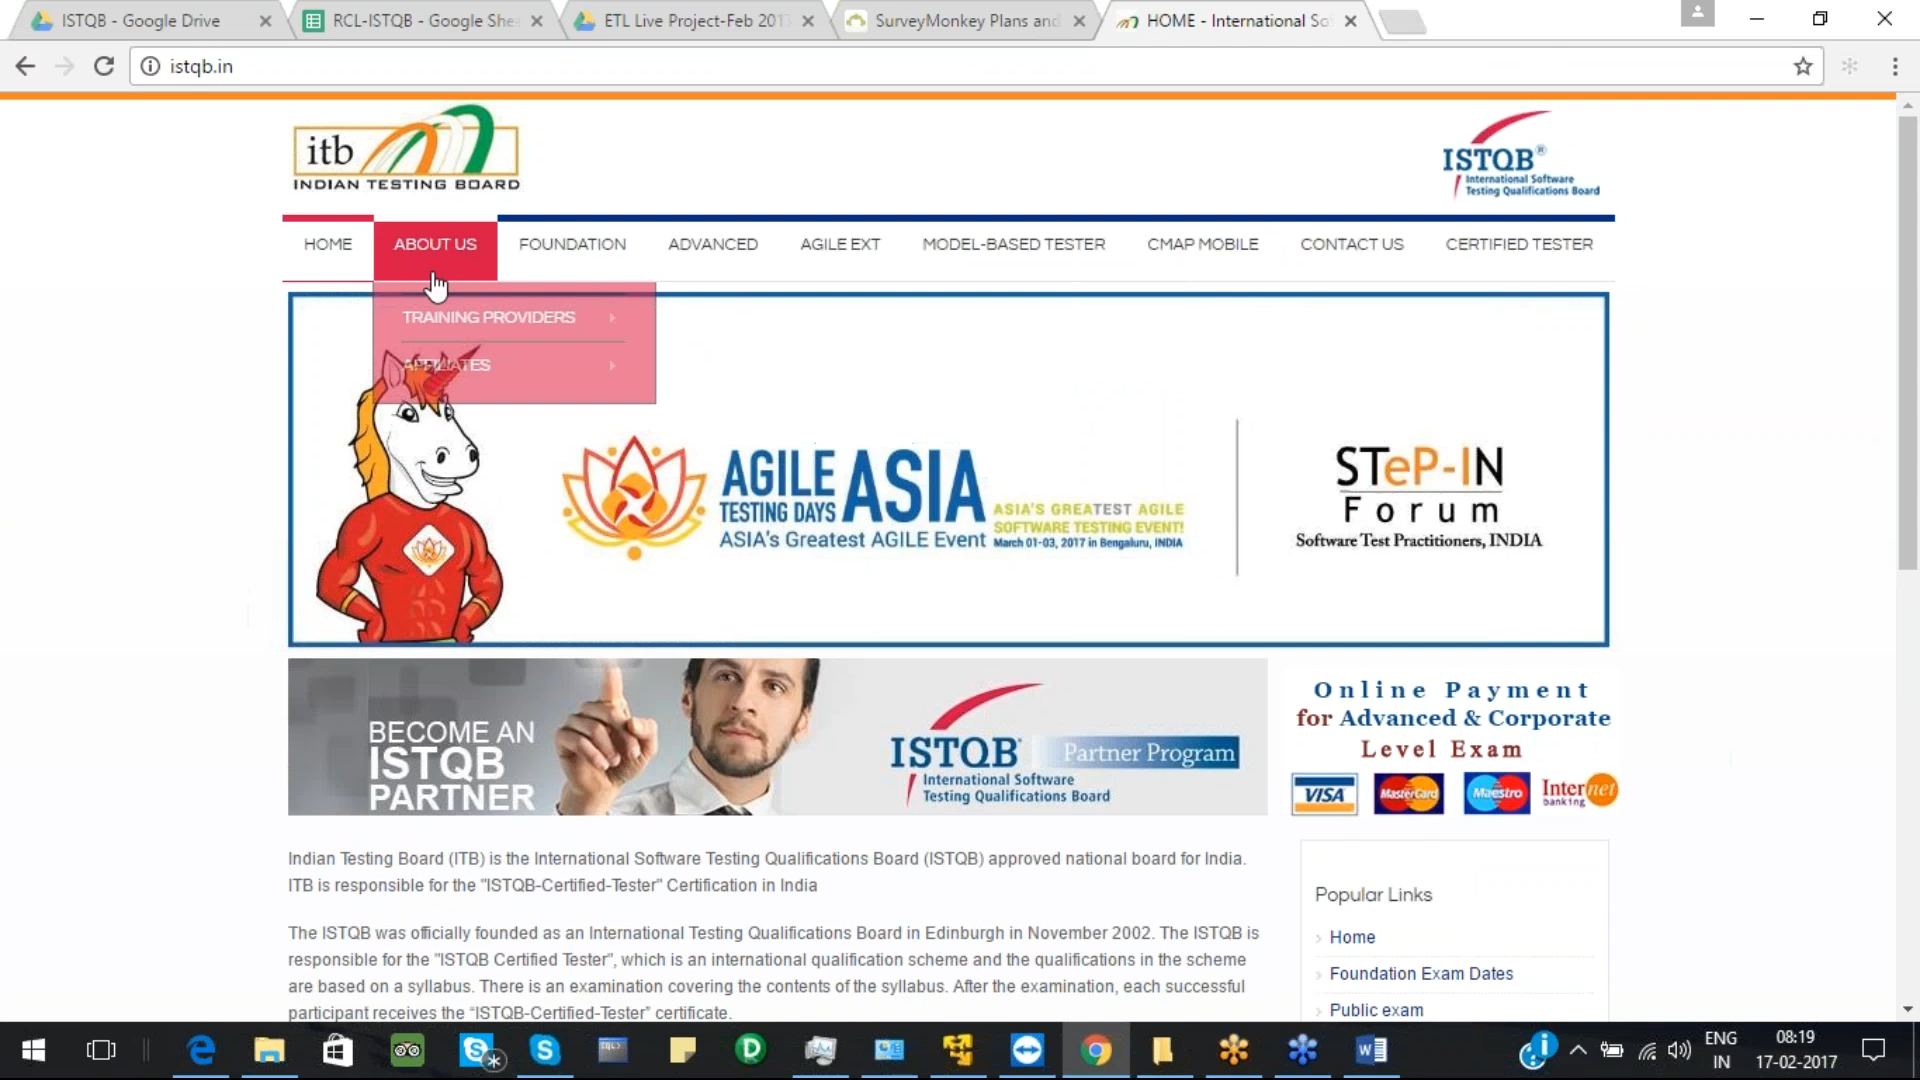 ISTQB - Google Drive
RCL-ISTQB - Google She
ETL Live Project-Feb 201
SurveyMonkey Plans and
HOME - International So
istqb.in
itb
INDIAN TESTING BOARD
ISTQB®
International Software
Testing Qualifications Board
HOME
ABOUT US
FOUNDATION
ADVANCED
AGILE EXT
MODEL-BASED TESTER
CMAP MOBILE
CONTACT US
CERTIFIED TESTER
TRAINING PROVIDERS
AFFILIATES
AGILE
TESTING DAYS
ASIA
ASIA's Greatest AGILE Event
ASIA'S GREATEST AGILE
SOFTWARE TESTING EVENT!
March 01-03, 2017 in Bengaluru, INDIA
STeP-IN
Forum
Software Test Practitioners, INDIA
BECOME AN
ISTQB
PARTNER
ISTQB
International Software
Testing Qualifications Board
Partner Program
Online Payment
for Advanced & Corporate
Level Exam
VISA
MasterCard
Maestro
Internet
banking
Indian Testing Board (ITB) is the International Software Testing Qualifications Board (ISTQB) approved national board for India.
ITB is responsible for the "ISTQB-Certified-Tester" Certification in India
The ISTQB was officially founded as an International Testing Qualifications Board in Edinburgh in November 2002. The ISTQB is
responsible for the "ISTQB Certified Tester", which is an international qualification scheme and the qualifications in the scheme
are based on a syllabus. There is an examination covering the contents of the syllabus. After the examination, each successful
participant receives the “ISTQB-Certified-Tester” certificate.
Popular Links
Home
Foundation Exam Dates
Public exam
ENG
IN
08:19
17-02-2017